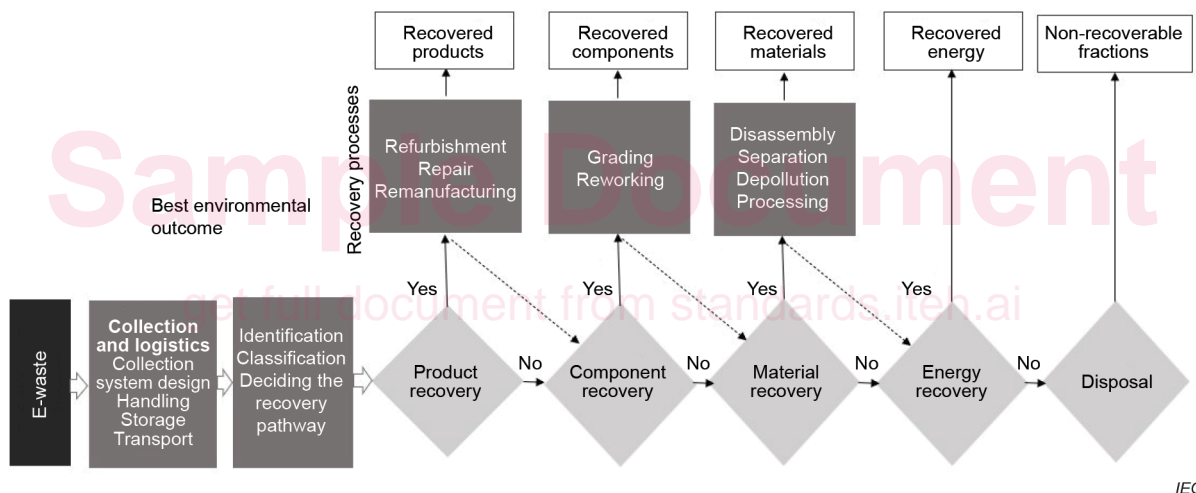 Recovered
products
Recovered
components
Recovered
materials
Recovered
energy
Non-recoverable
fractions
Recovery processes
Refurbishment
Repair
Remanufacturing
Grading
Reworking
Disassembly
Separation
Depollution
Processing
Sample Document
Best environmental
outcome
Yes
Yes
Yes
Yes
get full document from standards.iteh.ai
E-waste
Collection
and logistics
Collection
system design
Handling
Storage
Transport
Identification
Classification
Deciding the
recovery
pathway
Product
recovery
No
Component
recovery
No
Material
recovery
No
Energy
recovery
No
Disposal
IEC